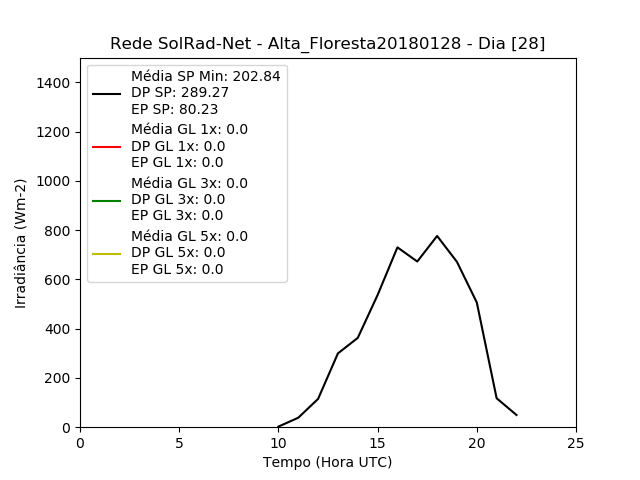 Rede SolRad-Net - Alta_Floresta20180128 - Dia [28]
Média SP Min: 202.84
DP SP: 289.27
EP SP: 80.23
Média GL 1x: 0.0
DP GL 1x: 0.0
EP GL 1x: 0.0
Média GL 3x: 0.0
DP GL 3x: 0.0
EP GL 3x: 0.0
Média GL 5x: 0.0
DP GL 5x: 0.0
EP GL 5x: 0.0
Irradiância (Wm-2)
1400
1200
1000
800
600
400
200
0
0 5 10 15 20 25
Tempo (Hora UTC)